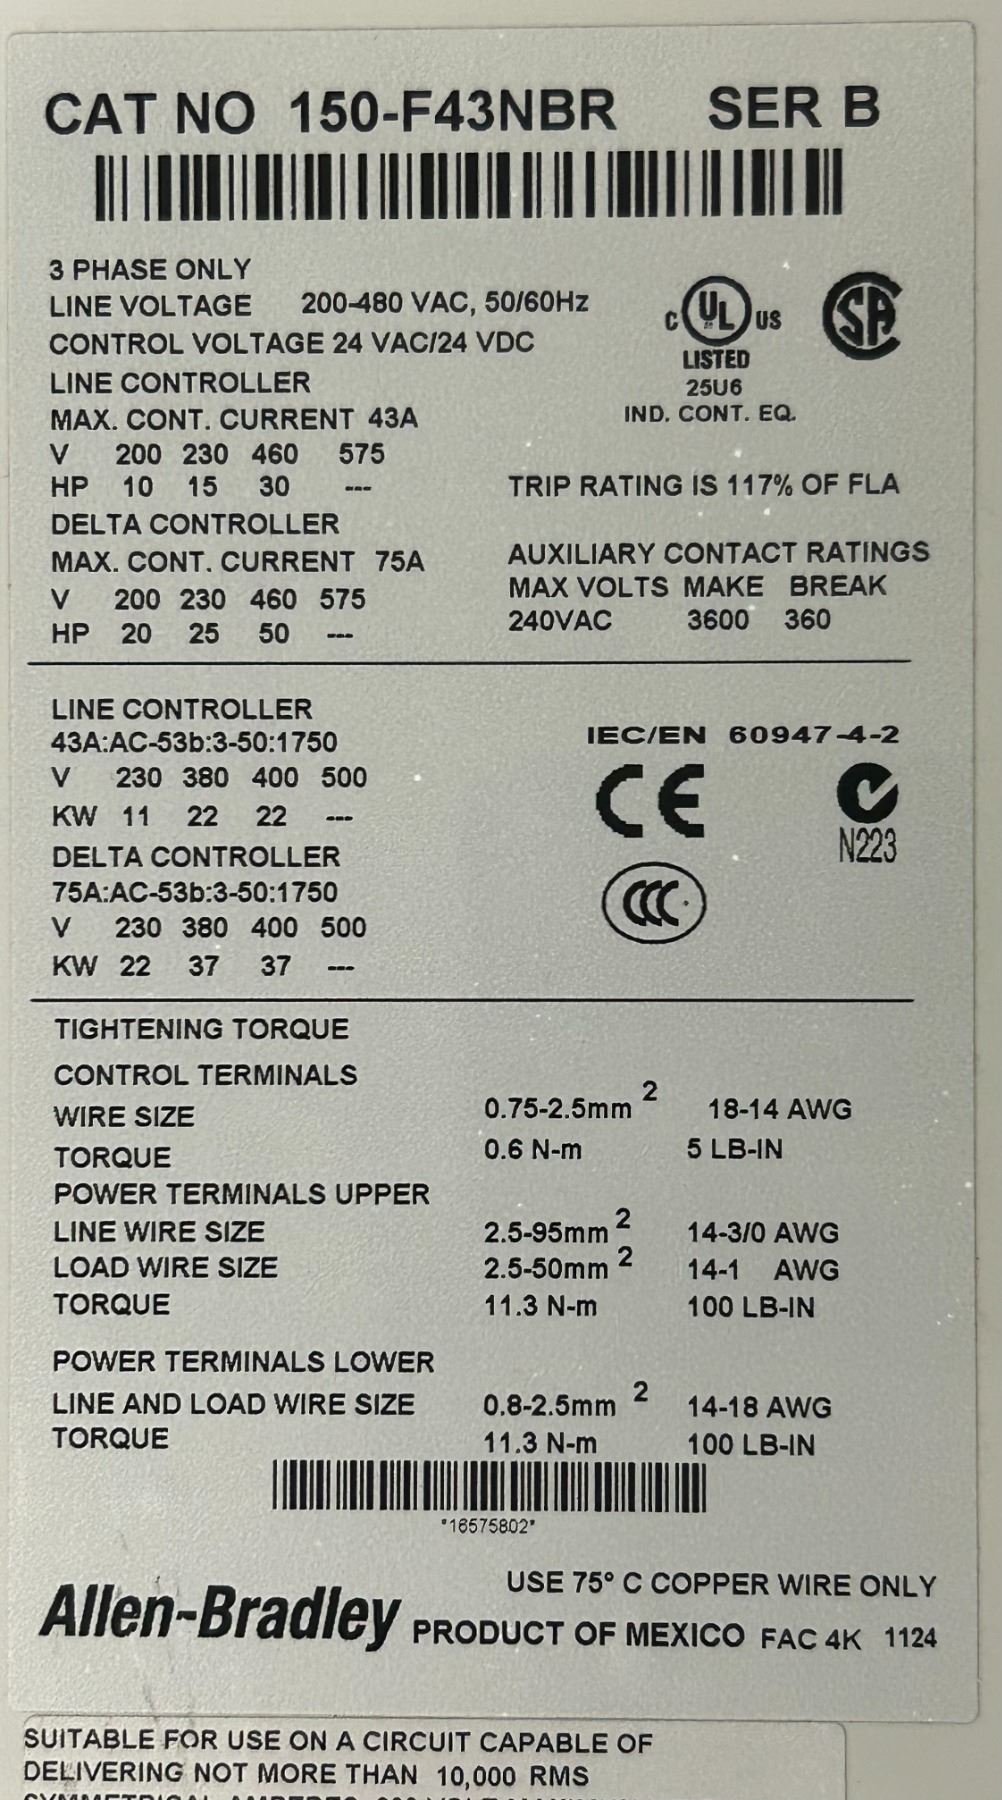 CAT NO 150-F43NBR SER B
3 PHASE ONLY
LINE VOLTAGE 200-480 VAC, 50/60Hz
CONTROL VOLTAGE 24 VAC/24 VDC
LINE CONTROLLER
MAX. CONT. CURRENT 43A
V 200 230 460 575
HP 10 15 30 ---
DELTA CONTROLLER
MAX. CONT. CURRENT 75A
V 200 230 460 575
HP 20 25 50 ---
C UL US
LISTED
25U6
IND. CONT. EQ.
SA
TRIP RATING IS 117% OF FLA
AUXILIARY CONTACT RATINGS
MAX VOLTS MAKE BREAK
240VAC 3600 360
LINE CONTROLLER
43A:AC-53b:3-50:1750
V 230 380 400 500
KW 11 22 22 ---
DELTA CONTROLLER
75A:AC-53b:3-50:1750
V 230 380 400 500
KW 22 37 37 ---
IEC/EN 60947-4-2
CE
N223
CCC
TIGHTENING TORQUE
CONTROL TERMINALS
WIRE SIZE 0.75-2.5mm 2 18-14 AWG
TORQUE 0.6 N-m 5 LB-IN
POWER TERMINALS UPPER
LINE WIRE SIZE 2.5-95mm 2 14-3/0 AWG
LOAD WIRE SIZE 2.5-50mm 2 14-1 AWG
TORQUE 11.3 N-m 100 LB-IN
POWER TERMINALS LOWER
LINE AND LOAD WIRE SIZE 0.8-2.5mm 2 14-18 AWG
TORQUE 11.3 N-m 100 LB-IN
*16575802*
USE 75° C COPPER WIRE ONLY
Allen-Bradley PRODUCT OF MEXICO FAC 4K 1124
SUITABLE FOR USE ON A CIRCUIT CAPABLE OF
DELIVERING NOT MORE THAN 10,000 RMS